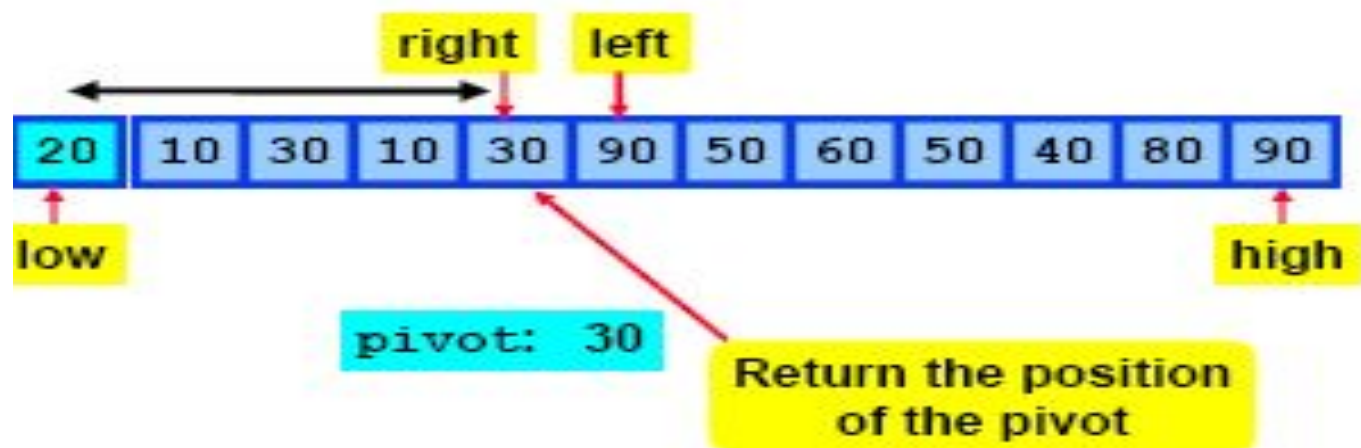 right left
20 10 30 10 30 90 50 60 50 40 80 90
low high
pivot: 30
Return the position
of the pivot